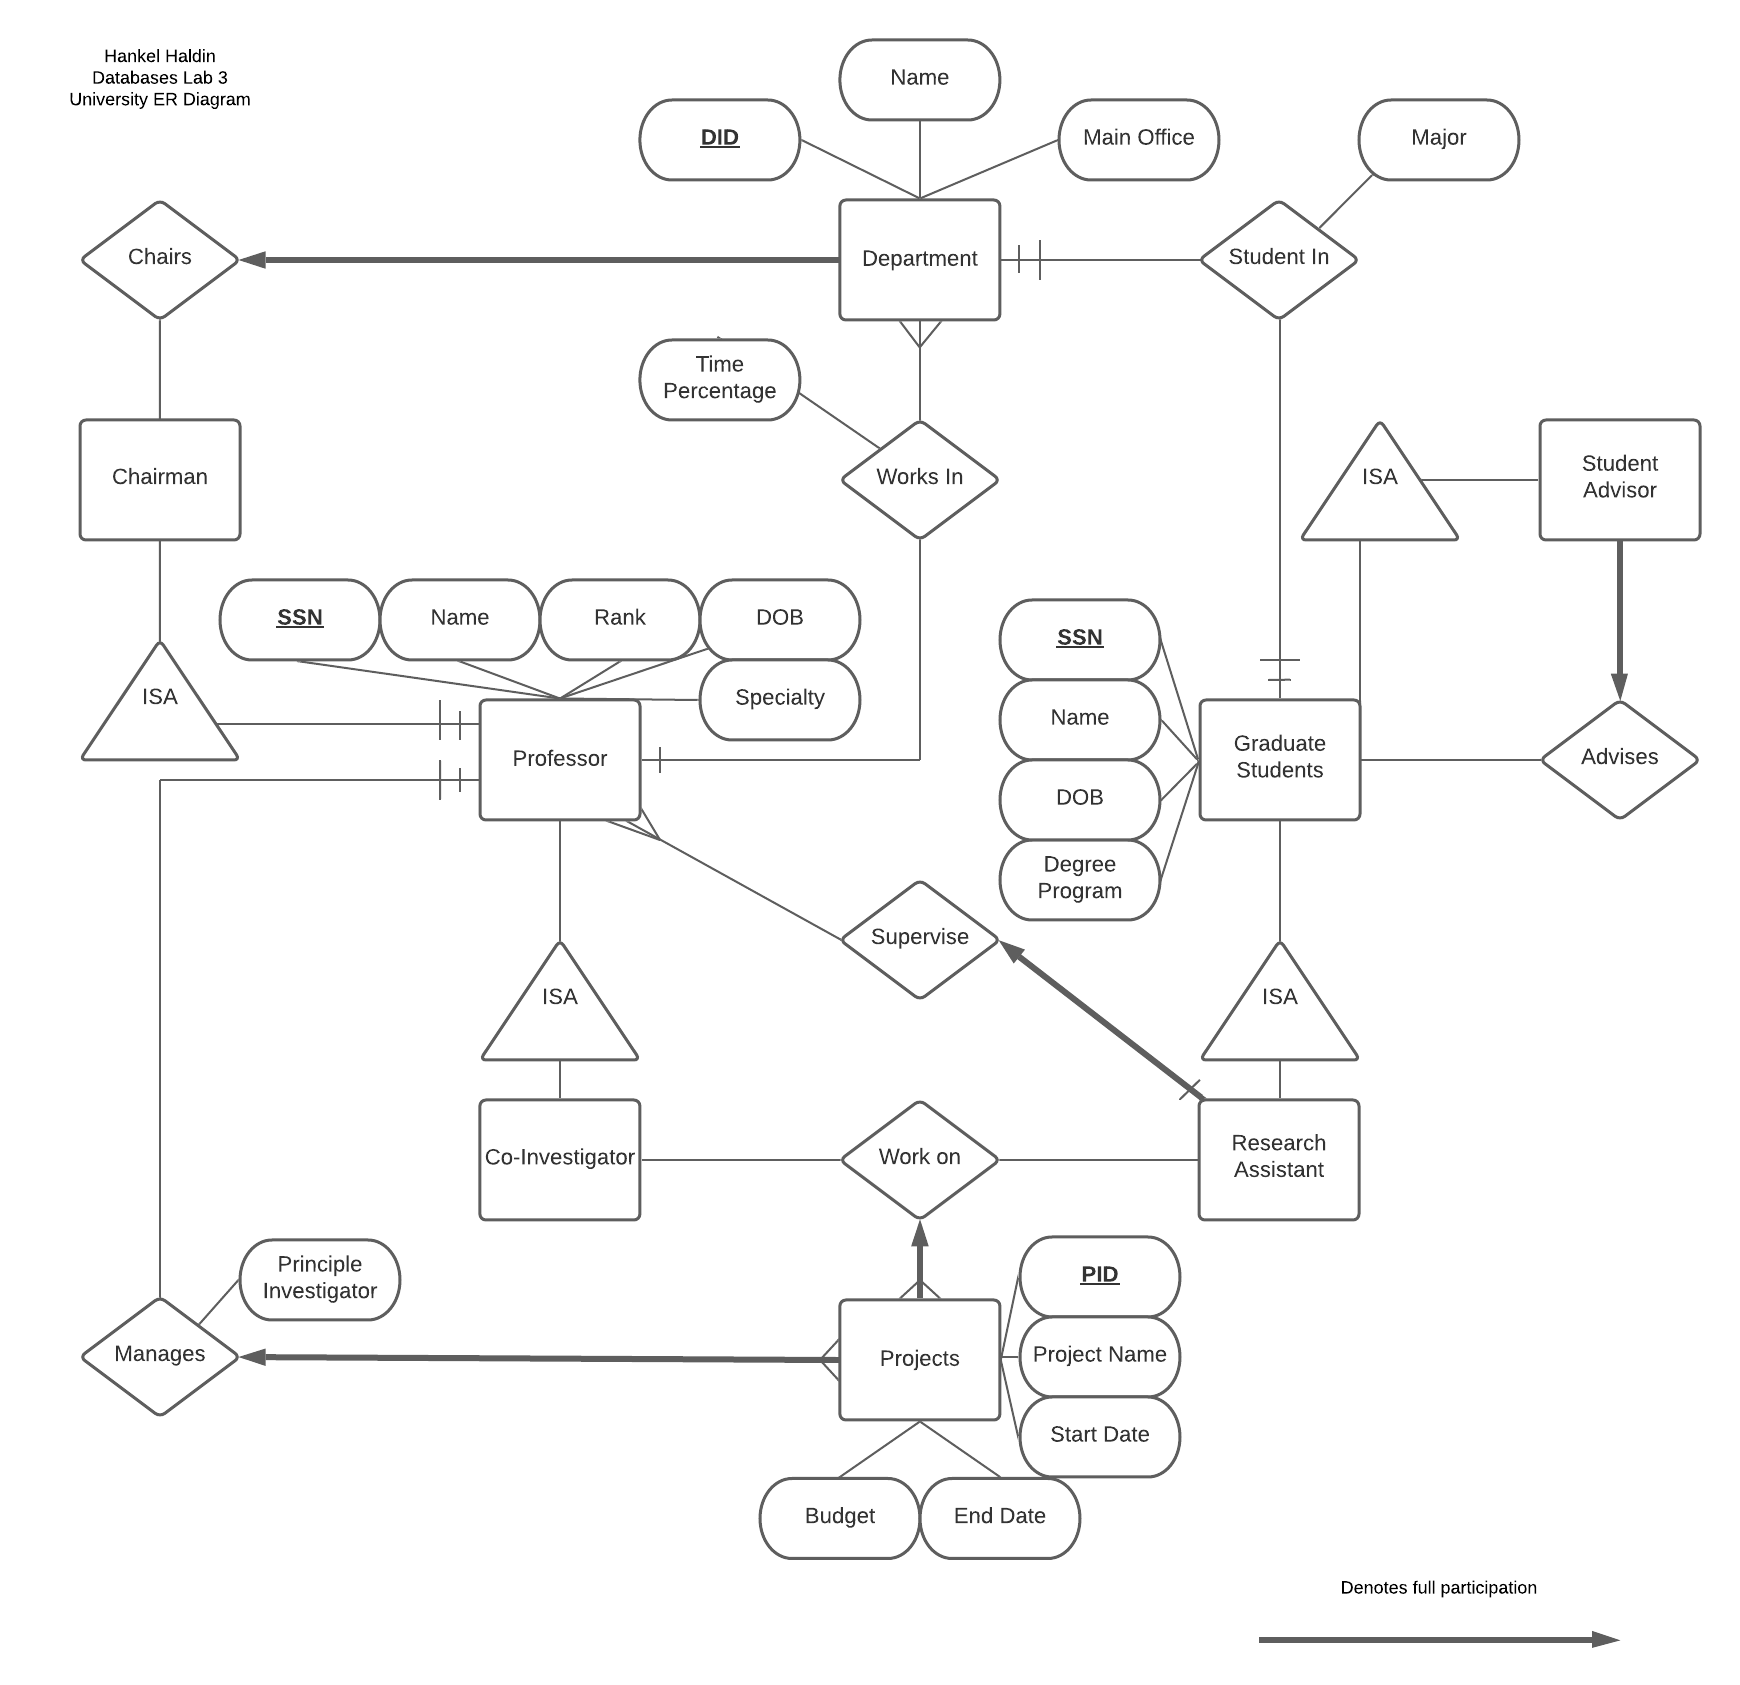 Hankel Haldin
Databases Lab 3
University ER Diagram
Name
DID
Main Office
Major
Chairs
Department
Student In
Time
Percentage
Chairman
Works In
ISA
Student
Advisor
SSN
Name
Rank
DOB
Specialty
ISA
Professor
SSN
Name
DOB
Degree
Program
Graduate
Students
Advises
Supervise
ISA
ISA
Co-Investigator
Work on
Research
Assistant
Principle
Investigator
Manages
Projects
PID
Project Name
Start Date
Budget
End Date
Denotes full participation